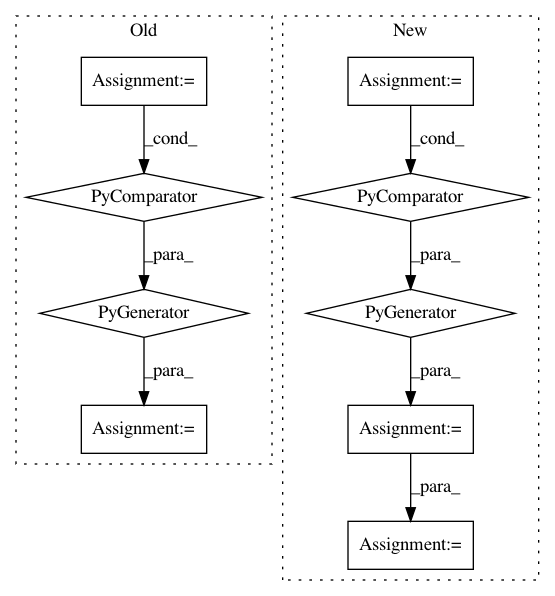 Old
Assignment:=
_cond_
PyComparator
_para_
PyGenerator
_para_
Assignment:=
New
Assignment:=
_cond_
PyComparator
_para_
PyGenerator
_para_
Assignment:=
_para_
Assignment:=